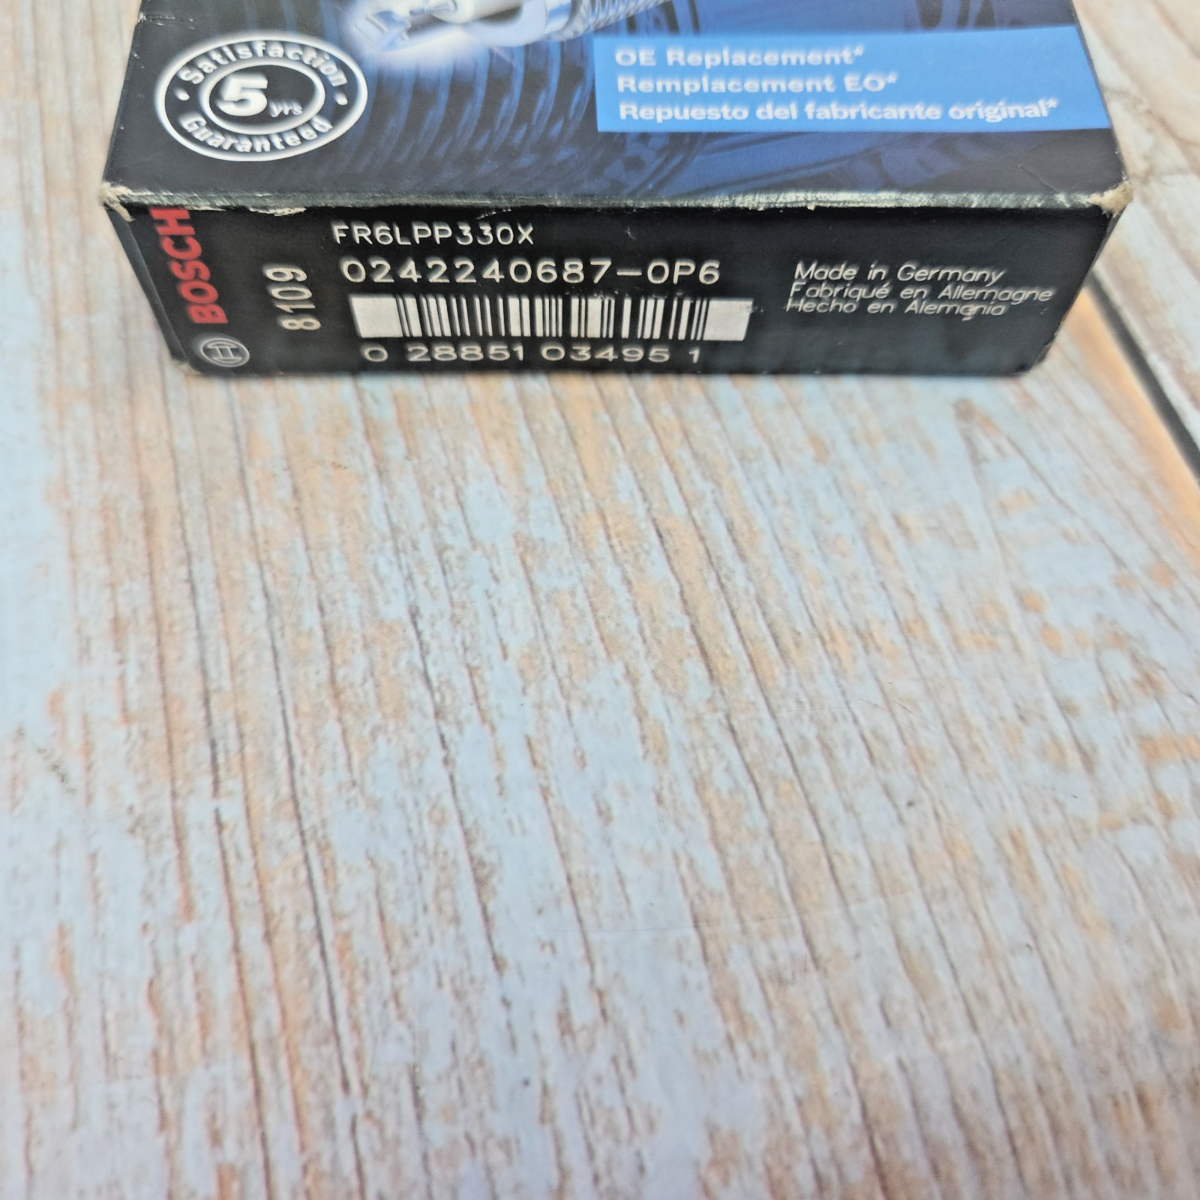 Satisfaction
5 yrs
Guaranteed
OE Replacement*
Remplacement EO*
Repuesto del fabricante original*
BOSCH
8109
FR6LPP330X
0242240687-0P6
0 28851 03495 1
Made in Germany
Fabriqué en Allemagne
Hecho en Alemania